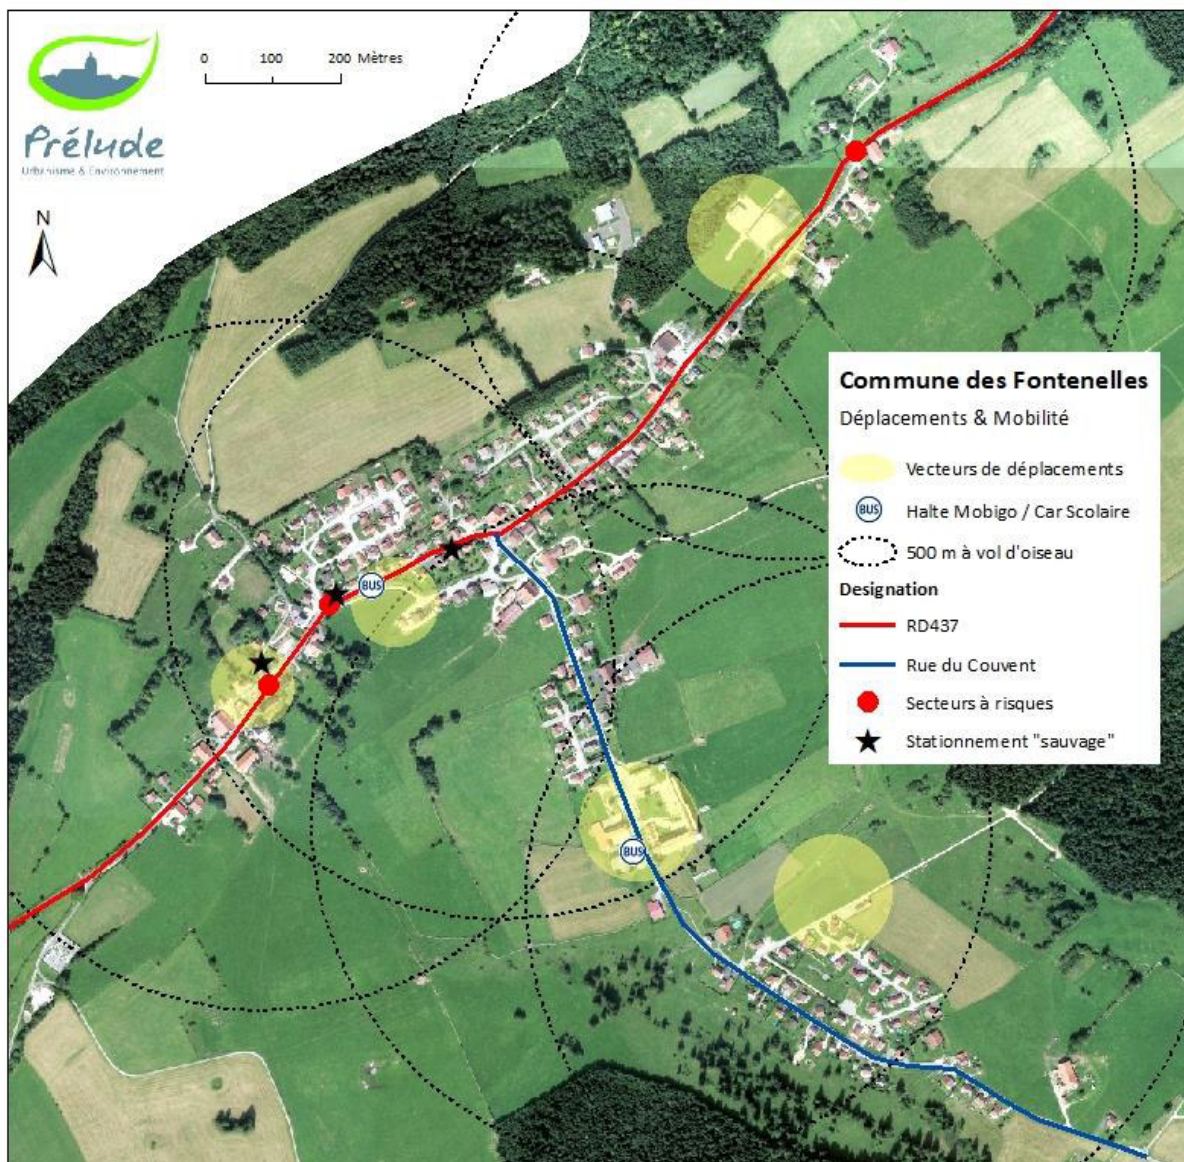 0 100 200 Mètres
Prélude
Urbanisme & Environnement
N
Commune des Fontenelles
Déplacements & Mobilité
Vecteurs de déplacements
BUS Halte Mobigo / Car Scolaire
500 m à vol d'oiseau
Designation
RD437
Rue du Couvent
Secteurs à risques
Stationnement "sauvage"
BUS
BUS